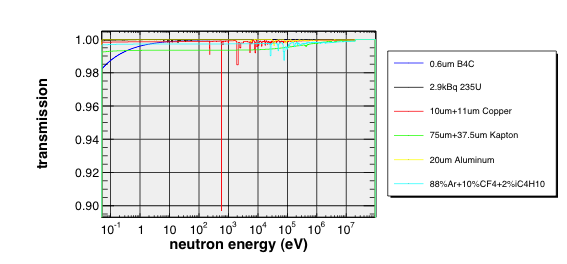 1.00
0.98
0.96
0.94
0.92
0.90
transmission
10-1 1 10 102 103 104 105 106 107
neutron energy (eV)
0.6um B4C
2.9kBq 235U
10um+11um Copper
75um+37.5um Kapton
20um Aluminum
88%Ar+10%CF4+2%iC4H10